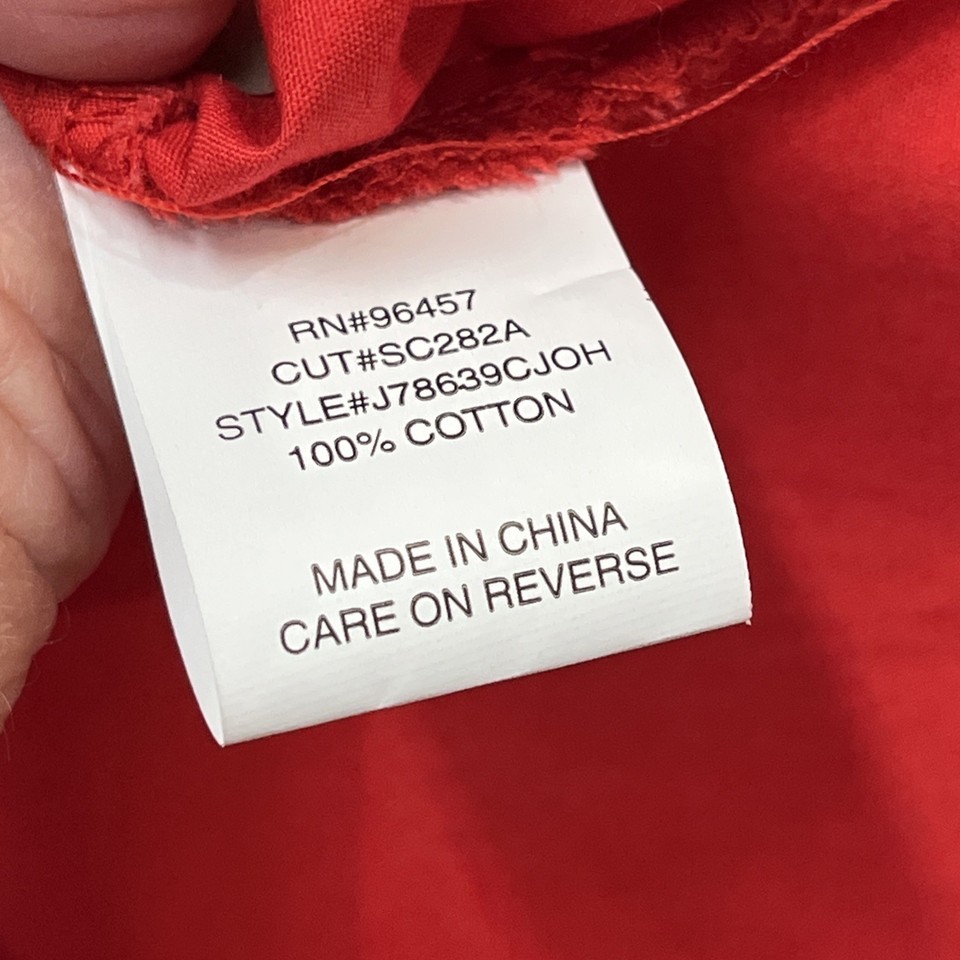 RN#96457
CUT#SC282A
STYLE#J78639CJOH
100% COTTON
MADE IN CHINA
CARE ON REVERSE